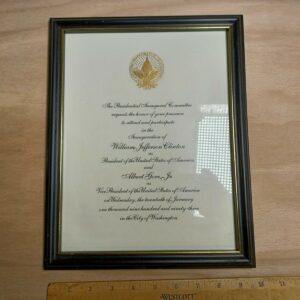 The Presidential Inaugural Committee
requests the honor of your presence
to attend and participate
in the
Inauguration of
William Jefferson Clinton
as
President of the United States of America
and
Albert Gore, Jr.
as
Vice President of the United States of America
on Wednesday, the twentieth of January
one thousand nine hundred and ninety-three
in the City of Washington
WESTCOTT